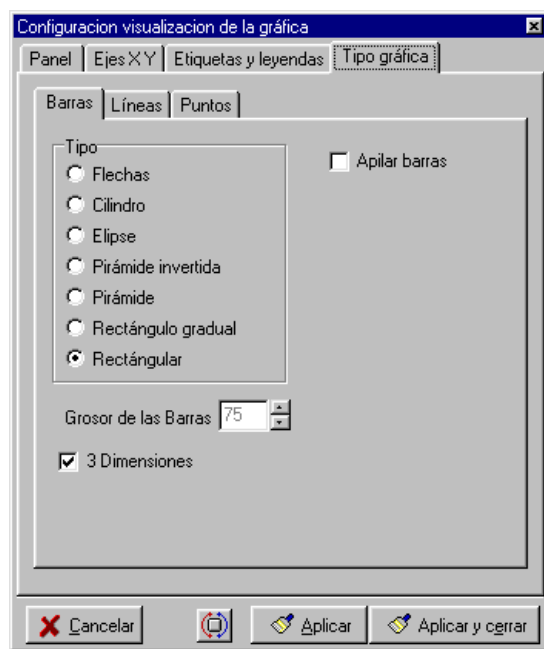 Configuracion visualizacion de la gráfica
Panel Ejes X Y Etiquetas y leyendas Tipo gráfica
Barras Líneas Puntos
Tipo
Flechas
Cilindro
Elipse
Pirámide invertida
Pirámide
Rectángulo gradual
Rectángular
Apilar barras
Grosor de las Barras 75
3 Dimensiones
Cancelar Aplicar Aplicar y cerrar